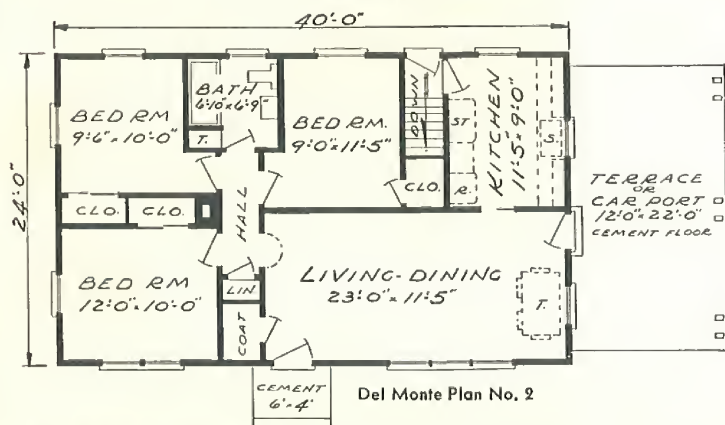 40'-0"
24'-0"
BED RM
9'-6" x 10'-0"
BATH
6'-10" x 6'-9"
T.
BED RM.
9'-0" x 11'-5"
DOWN
ST
R.
KITCHEN
11'-5" x 9'-0"
S.
CLO.
CLO.
CLO.
HALL
TERRACE
OR
CAR PORT
12'-0" x 22'-0"
CEMENT FLOOR
BED RM
12'-0" x 10'-0"
LIN
COAT
LIVING-DINING
23'-0" x 11'-5"
T.
CEMENT
6' x 4'
Del Monte Plan No. 2